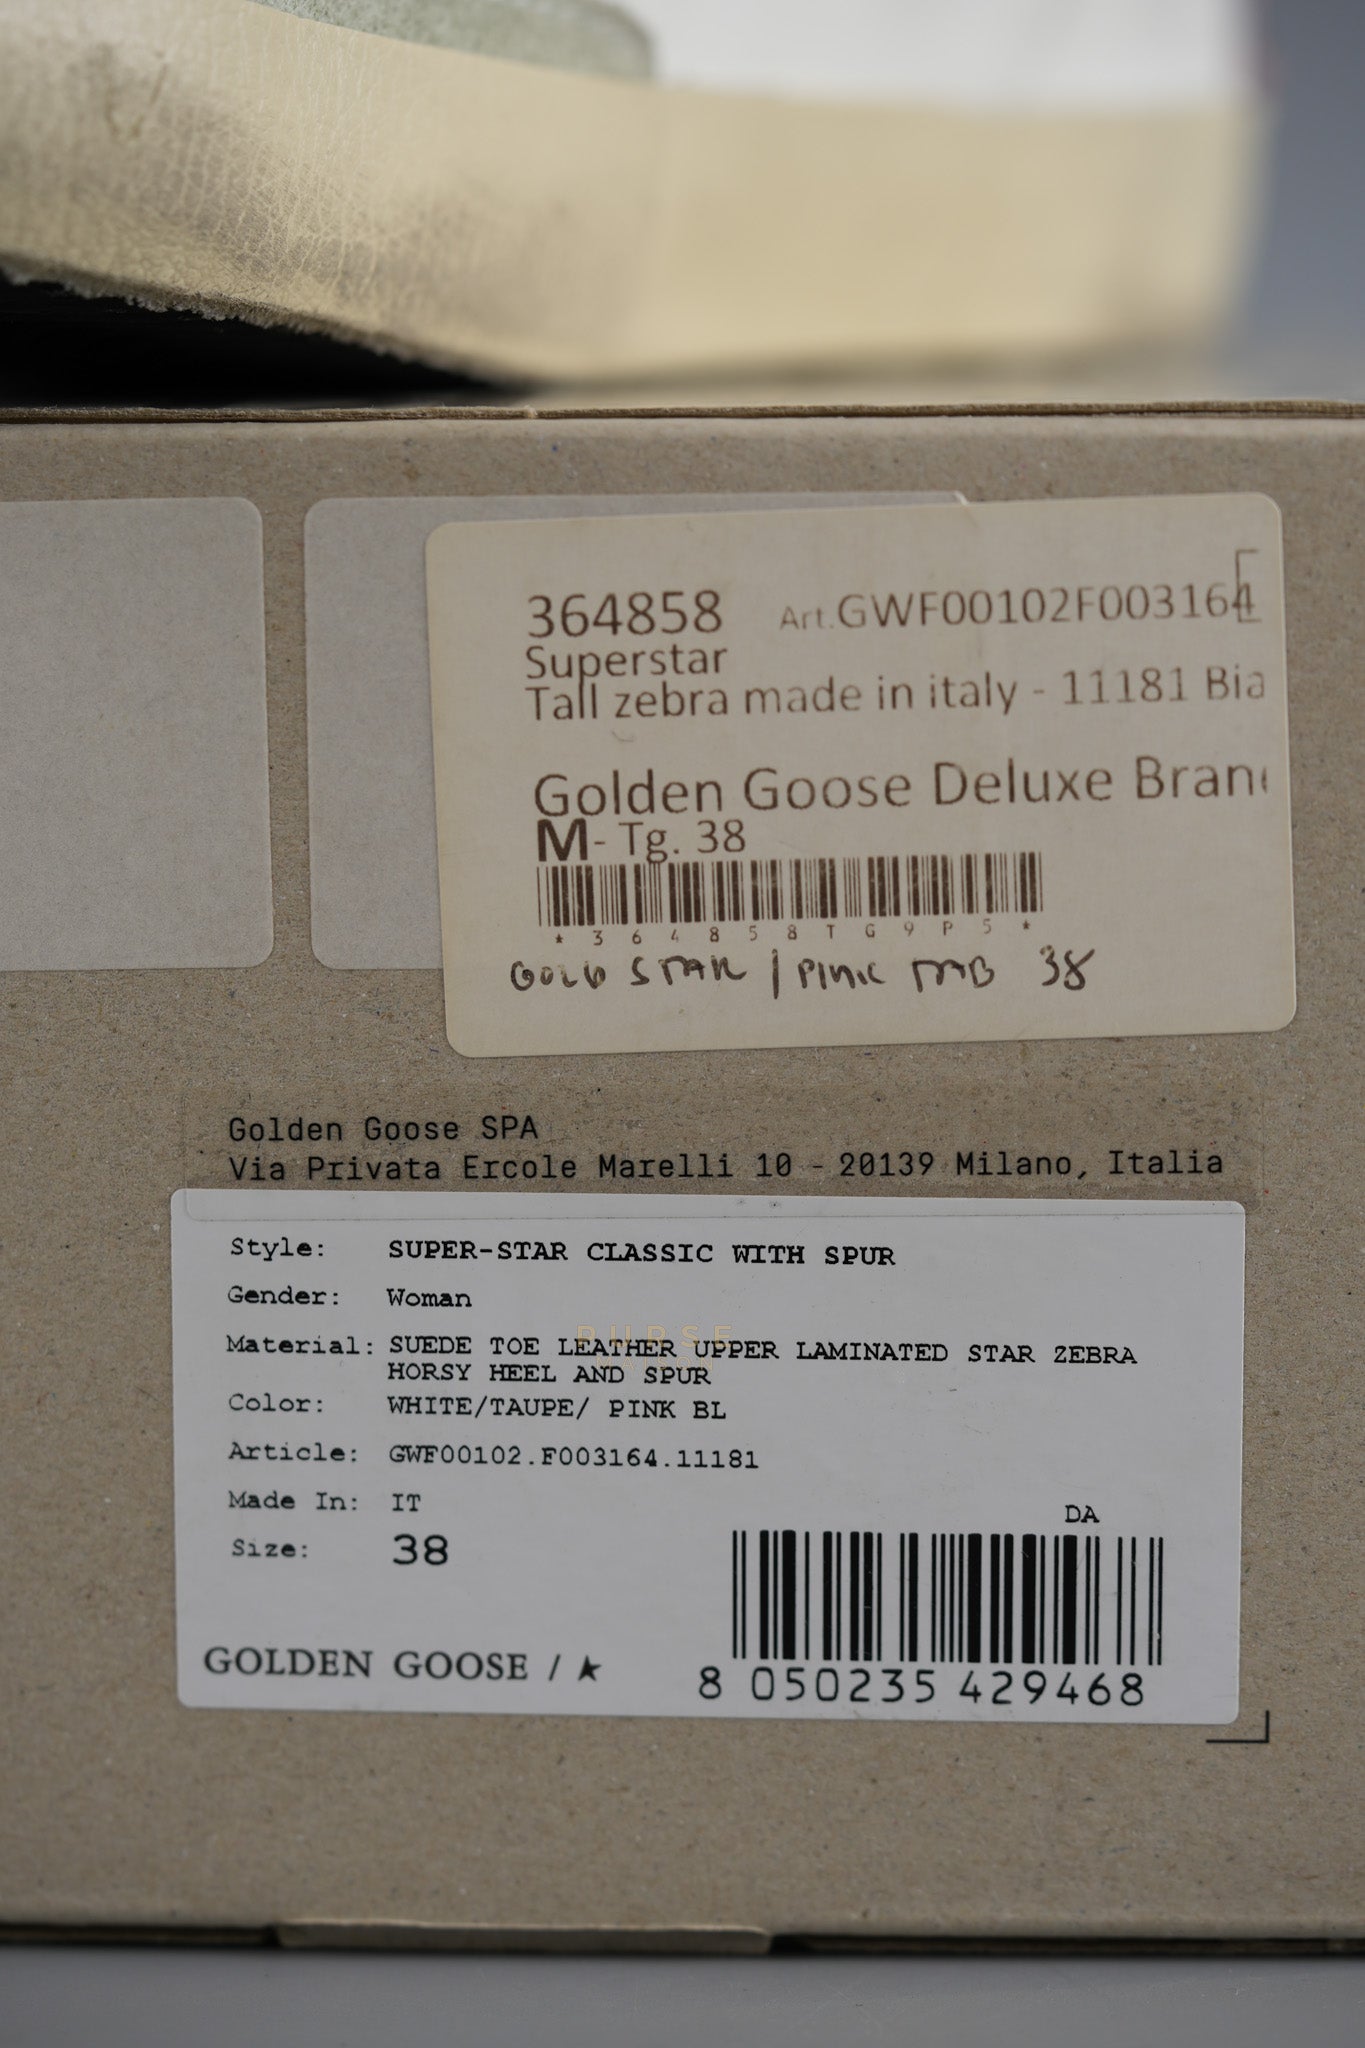 364858 Art.GWF00102F003164
Superstar
Tall zebra made in italy - 11181 Bia
Golden Goose Deluxe Bran
M- Tg. 38
*364858TG9P5*
GOLD STAR / PINK TAB 38
Golden Goose SPA
Via Privata Ercole Marelli 10 - 20139 Milano, Italia
Style: SUPER-STAR CLASSIC WITH SPUR
Gender: Woman
PURSE
Material: SUEDE TOE LEATHER UPPER LAMINATED STAR ZEBRA
HORSY HEEL AND SPUR
Color: WHITE/TAUPE/ PINK BL
Article: GWF00102.F003164.11181
Made In: IT
DA
Size: 38
GOLDEN GOOSE /
8 050235 429468